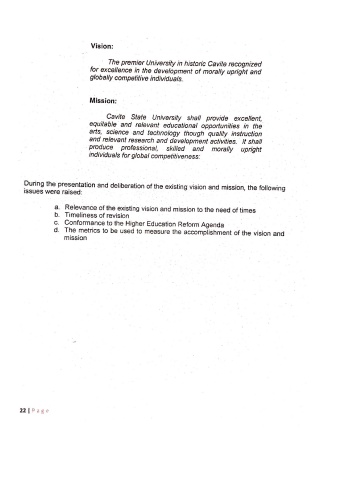 Vision:
The premier University in historic Cavite recognized
for excellence in the development of morally upright and
globally competitive individuals.
Mission:
Cavite State University shall provide excellent,
equitable and relevant educational opportunities in the
arts, science and technology though quality instruction
and relevant research and development activities. It shall
produce professional, skilled and morally upright
individuals for global competitiveness:
During the presentation and deliberation of the existing vision and mission, the following
issues were raised:
a. Relevance of the existing vision and mission to the need of times
b. Timeliness of revision
c. Conformance to the Higher Education Reform Agenda
d. The metrics to be used to measure the accomplishment of the vision and
mission
22 | Page